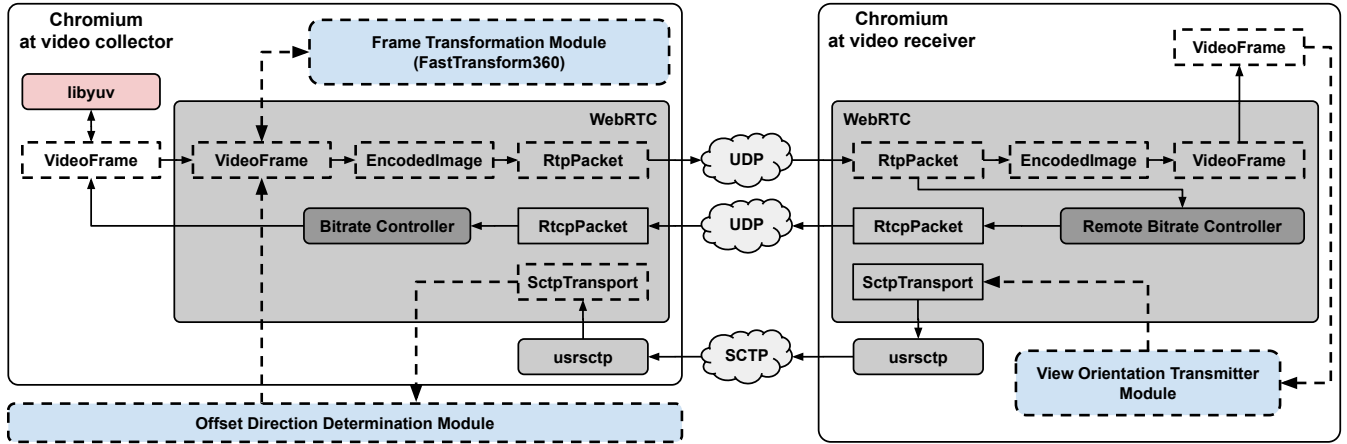 Chromium
at video collector
Frame Transformation Module
(FastTransform360)
libyuv
WebRTC
VideoFrame
VideoFrame
EncodedImage
RtpPacket
UDP
Bitrate Controller
RtcpPacket
UDP
SctpTransport
usrsctp
SCTP
Offset Direction Determination Module
Chromium
at video receiver
VideoFrame
WebRTC
RtpPacket
EncodedImage
VideoFrame
RtcpPacket
Remote Bitrate Controller
SctpTransport
usrsctp
View Orientation Transmitter
Module